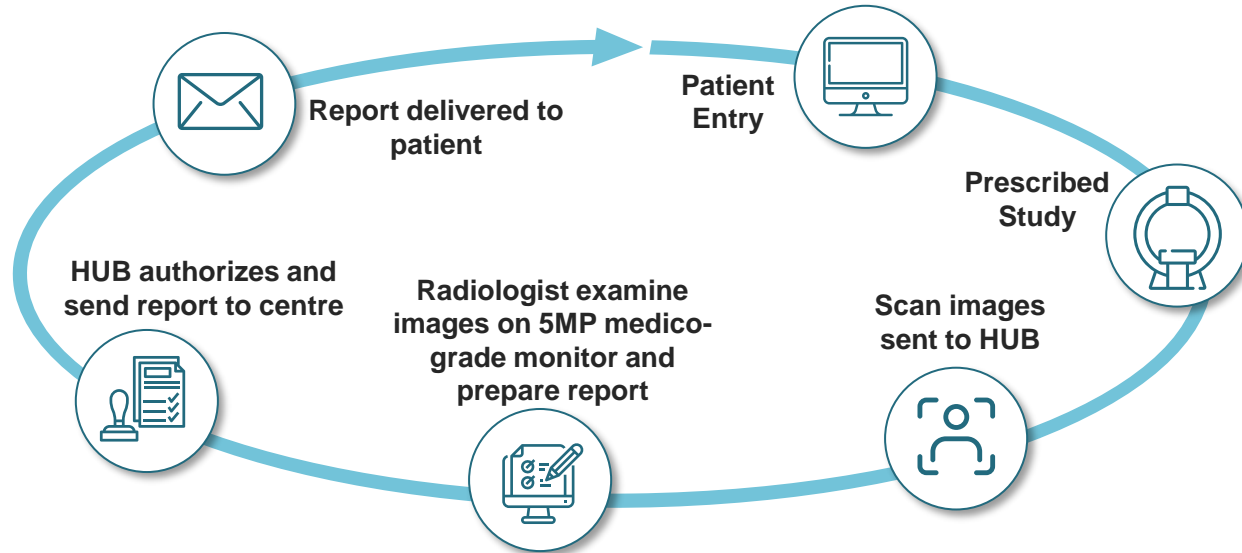 Patient
Entry
Prescribed
Study
Scan images
sent to HUB
Radiologist examine
images on 5MP medico-
grade monitor and
prepare report
HUB authorizes and
send report to centre
Report delivered to
patient